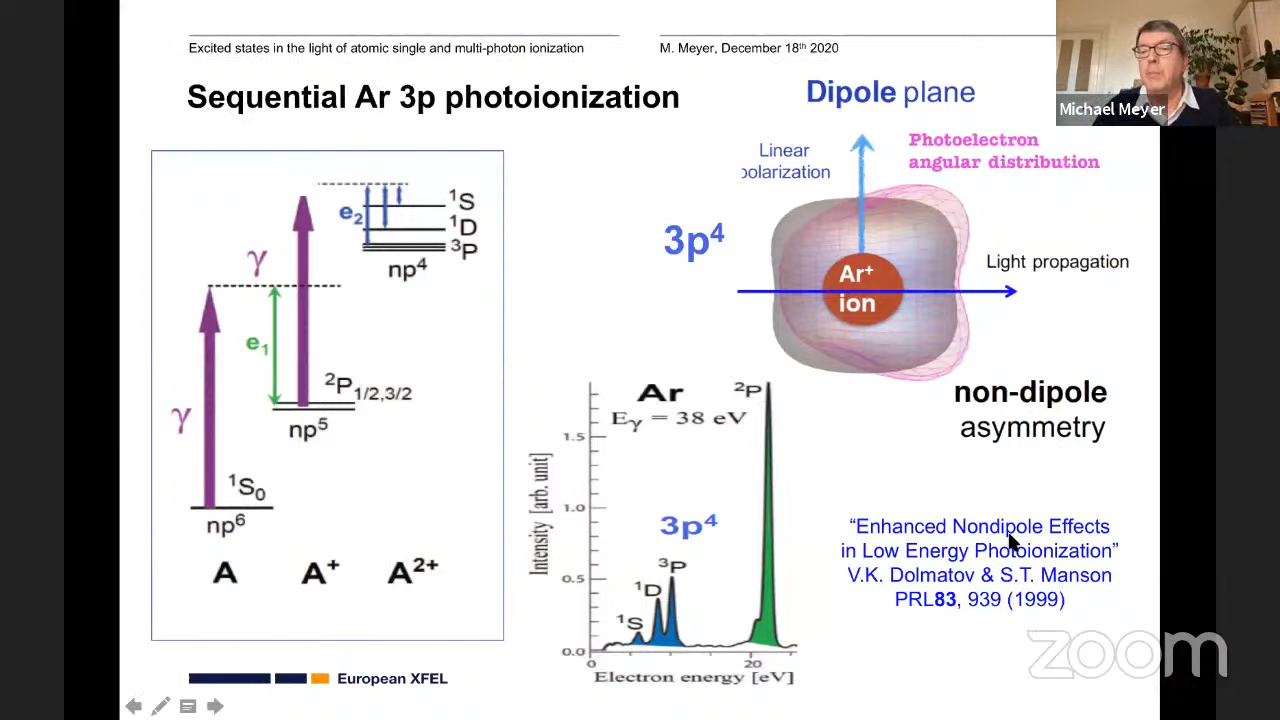 Excited states in the light of atomic single and multi-photon ionization
M. Meyer, December 18th 2020
Michael Meyer
Sequential Ar 3p photoionization
Dipole plane
Linear
polarization
Photoelectron
angular distribution
3p4
Ar+
ion
Light propagation
non-dipole
asymmetry
γ
e1
γ
e2
1S
1D
3P
np4
2P1/2,3/2
np5
1S0
np6
A
A+
A2+
Ar
Eγ = 38 eV
2P
3p4
3P
1D
1S
Intensity [arb. unit]
1.5
1.0
0.5
0.0
0
20
Electron energy [eV]
“Enhanced Nondipole Effects
in Low Energy Photoionization”
V.K. Dolmatov & S.T. Manson
PRL83, 939 (1999)
European XFEL
zoom